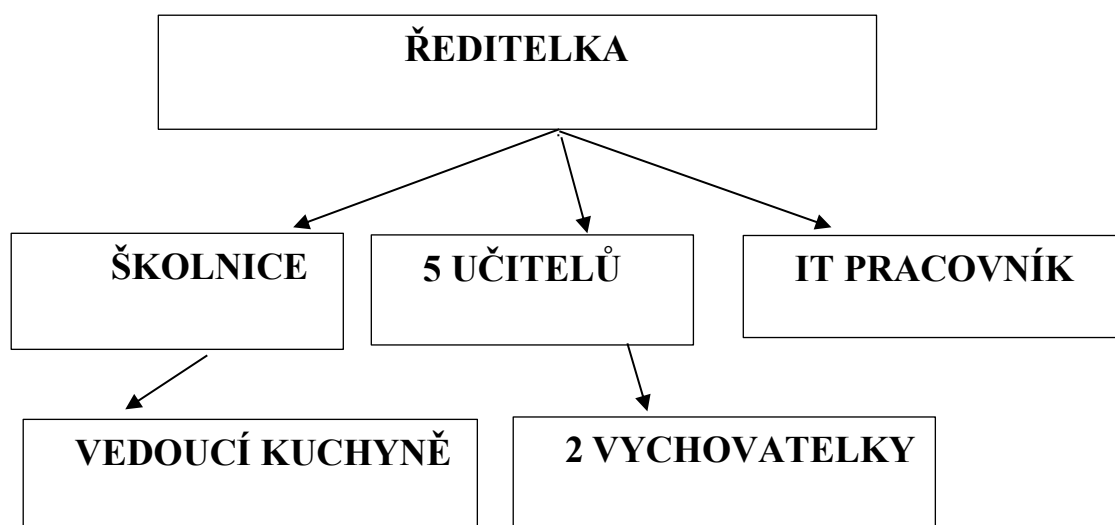 ŘEDITELKA
ŠKOLNICE
5 UČITELŮ
IT PRACOVNÍK
VEDOUCÍ KUCHYNĚ
2 VYCHOVATELKY